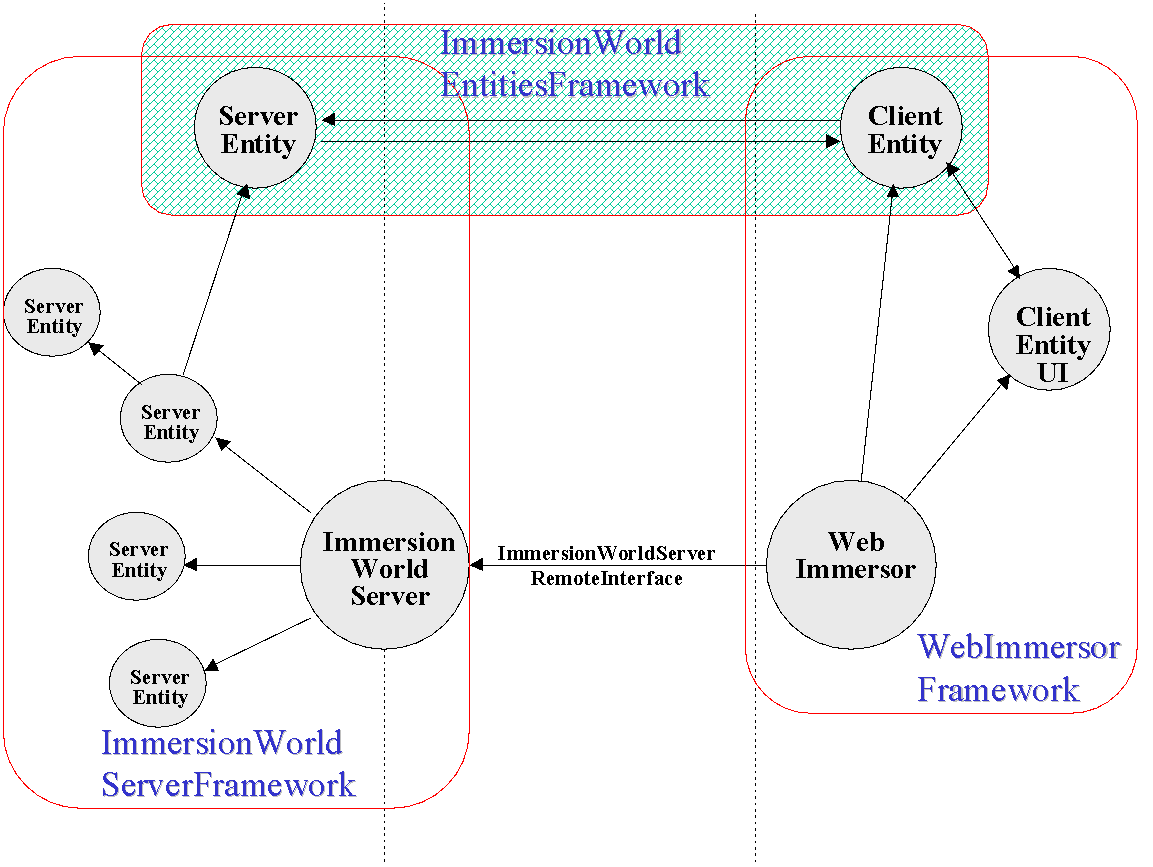 ImmersionWorld
EntitiesFramework
Server
Entity
Client
Entity
Server
Entity
Client
Entity
UI
Server
Entity
Immersion
World
Server
ImmersionWorldServer
RemoteInterface
Web
Immersor
Server
Entity
Server
Entity
WebImmersor
Framework
ImmersionWorld
ServerFramework